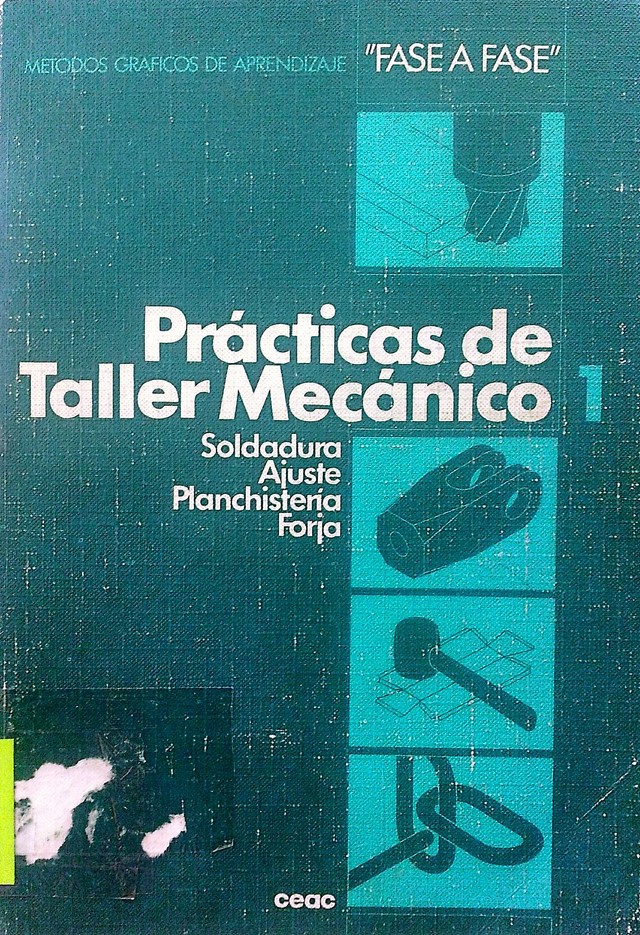 METODOS GRAFICOS DE APRENDIZAJE "FASE A FASE"
Prácticas de
Taller Mecánico 1
Soldadura
Ajuste
Planchistería
Forja
ceac